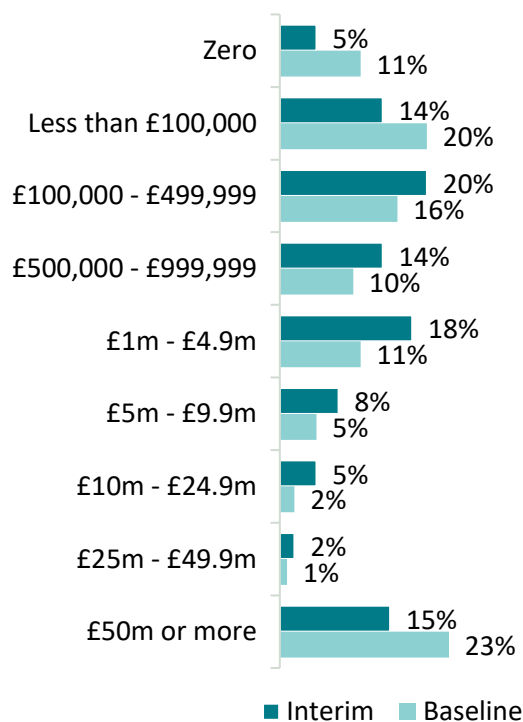 Zero
5%
11%
Less than £100,000
14%
20%
£100,000 - £499,999
20%
16%
£500,000 - £999,999
14%
10%
£1m - £4.9m
18%
11%
£5m - £9.9m
8%
5%
£10m - £24.9m
5%
2%
£25m - £49.9m
2%
1%
£50m or more
15%
23%
Interim Baseline